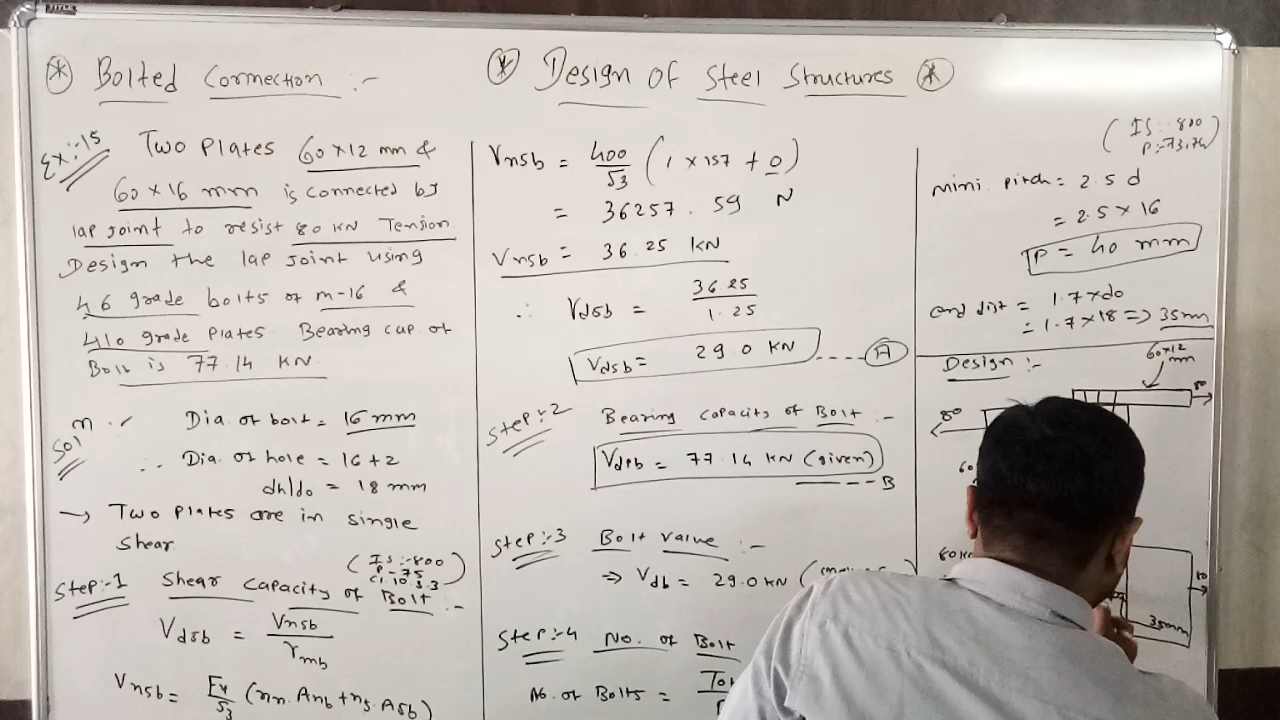 * Bolted Connection :-
* Design of Steel Structures *
Ex:-15 Two Plates 60×12 mm &
60×16 mm is connected by
lap joint to resist 80 kN Tension
Design the lap joint using
4.6 grade bolts of m-16 &
410 grade plates. Bearing cap of
Bolt is 77.14 kN.
Sol^n :- Dia. of bolt = 16 mm
∴ Dia. of hole = 16+2
dh/do = 18 mm
→ Two plates are in single
shear
(IS:-800
P:-75
Cl. 10.3.3)
Step:-1 Shear Capacity of Bolt :-
Vdsb = Vnsb / γmb
Vnsb = Fu/√3 (nn. Anb + ns. Asb)
Vnsb = 400/√3 (1 × 157 + 0)
= 36257.59 N
Vnsb = 36.25 kN
∴ Vdsb = 36.25 / 1.25
Vdsb = 29.0 kN ---- A
Step:-2 Bearing Capacity of Bolt :-
Vdpb = 77.14 kN (given)
---- B
Step:-3 Bolt value :-
⇒ Vdb = 29.0 kN (
Step:-4 No. of Bolt
No. of Bolts =
(IS:-800
P:-73,74)
mini. pitch = 2.5 d
= 2.5 × 16
P = 40 mm
end dist = 1.7×do
= 1.7×18 => 35mm
Design :-
60×12
mm
80
80
60
80
35mm